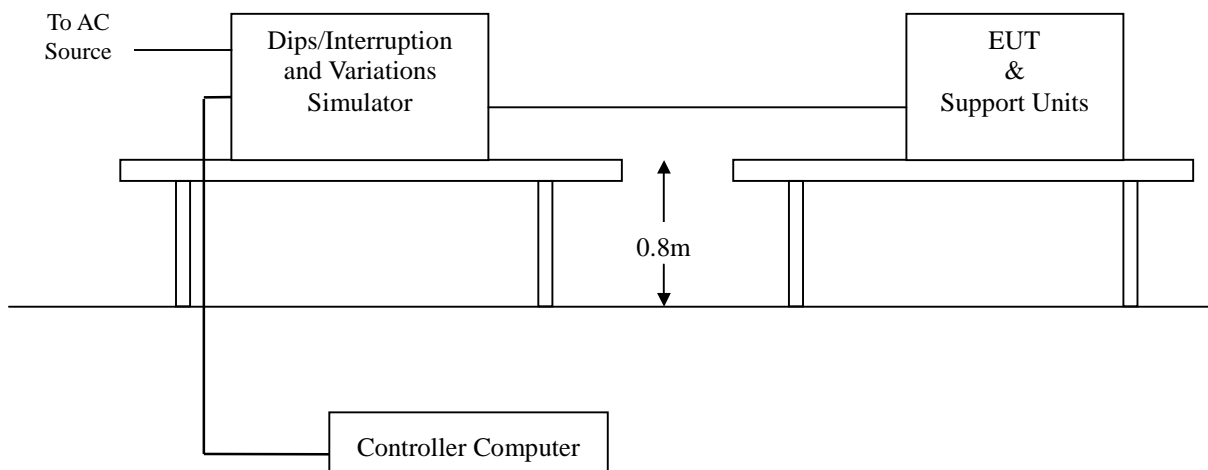 To AC
Source
Dips/Interruption
and Variations
Simulator
EUT
&
Support Units
0.8m
Controller Computer